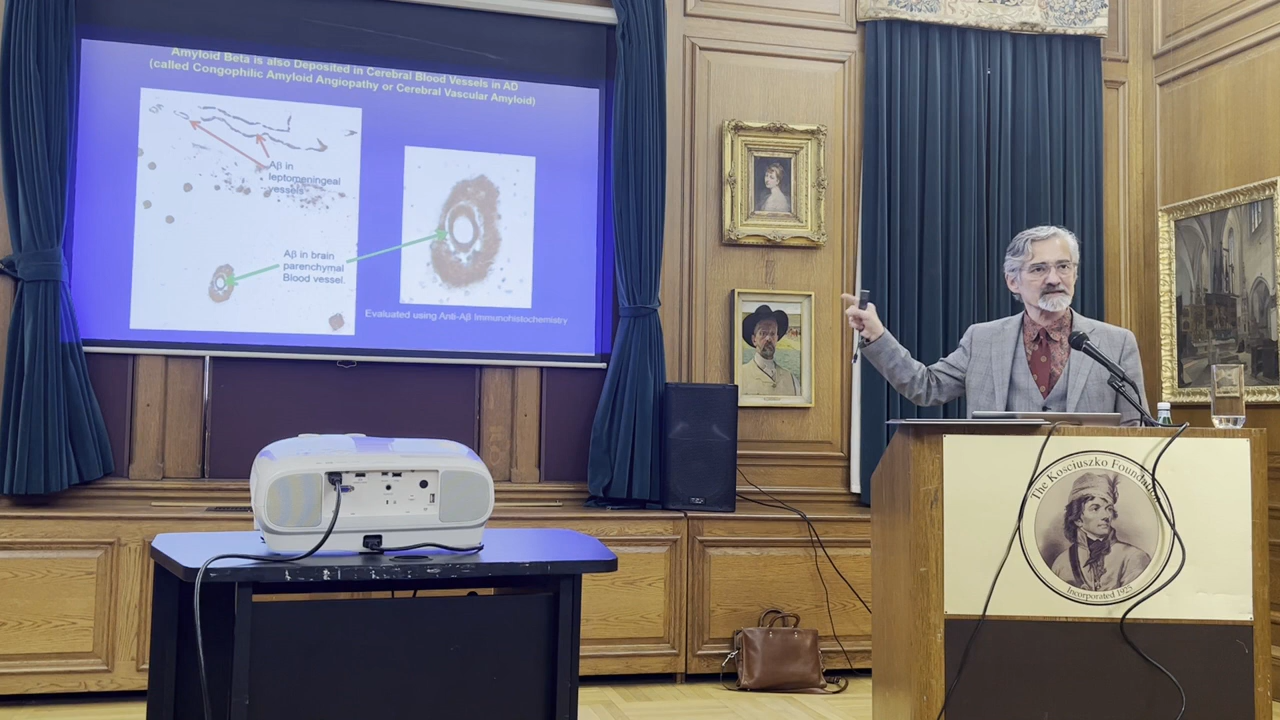 Amyloid Beta is also Deposited in Cerebral Blood Vessels in AD
(called Congophilic Amyloid Angiopathy or Cerebral Vascular Amyloid)
Aβ in
leptomeningeal
vessels
Aβ in brain
parenchymal
Blood vessel.
Evaluated using Anti-Aβ Immunohistochemistry
The Kosciuszko Foundation
Incorporated 1925